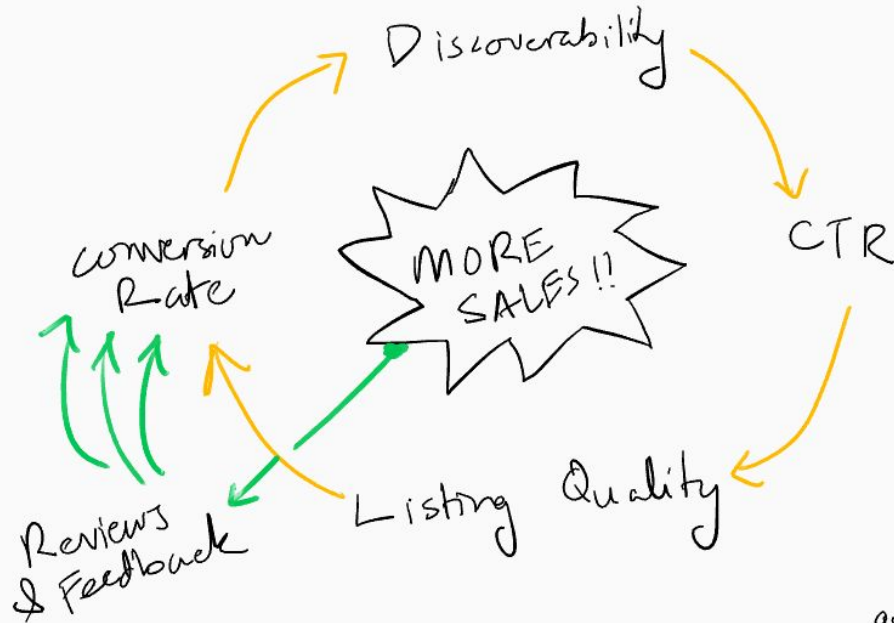 Discoverability
CTR
MORE
SALES!!
Conversion
Rate
Listing Quality
Reviews
& Feedback